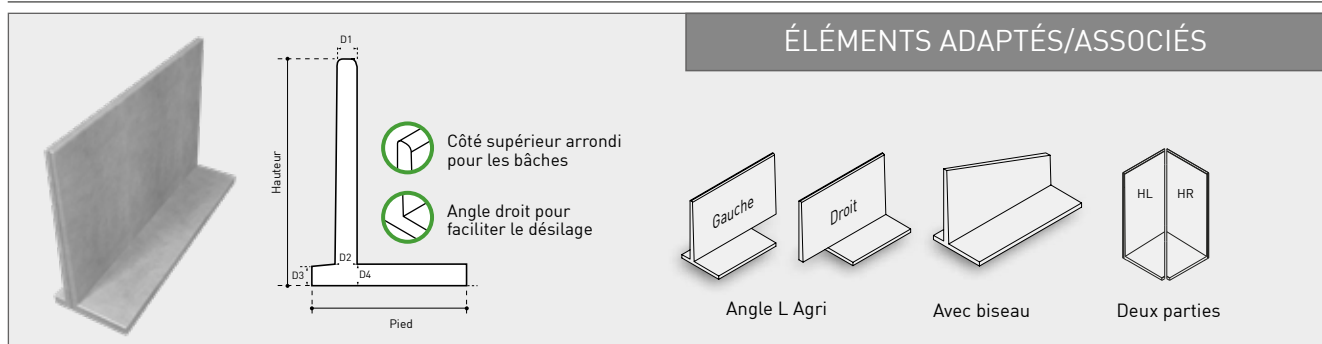 ÉLÉMENTS ADAPTÉS/ASSOCIÉS
D1
Hauteur
D2
D3
D4
Pied
Côté supérieur arrondi
pour les bâches
Angle droit pour
faciliter le désilage
Gauche
Droit
HL
HR
Angle L Agri
Avec biseau
Deux parties